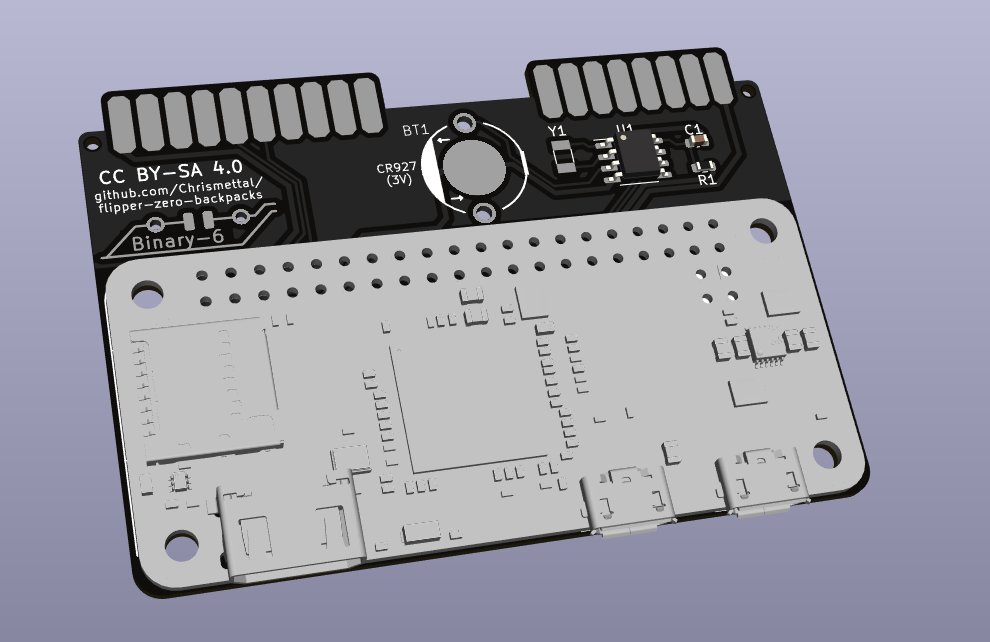 BT1
Y1
U1
C1
CC BY-SA 4.0
github.com/Chrismettal/
flipper-zero-backpacks
CR927
(3V)
R1
Binary-6